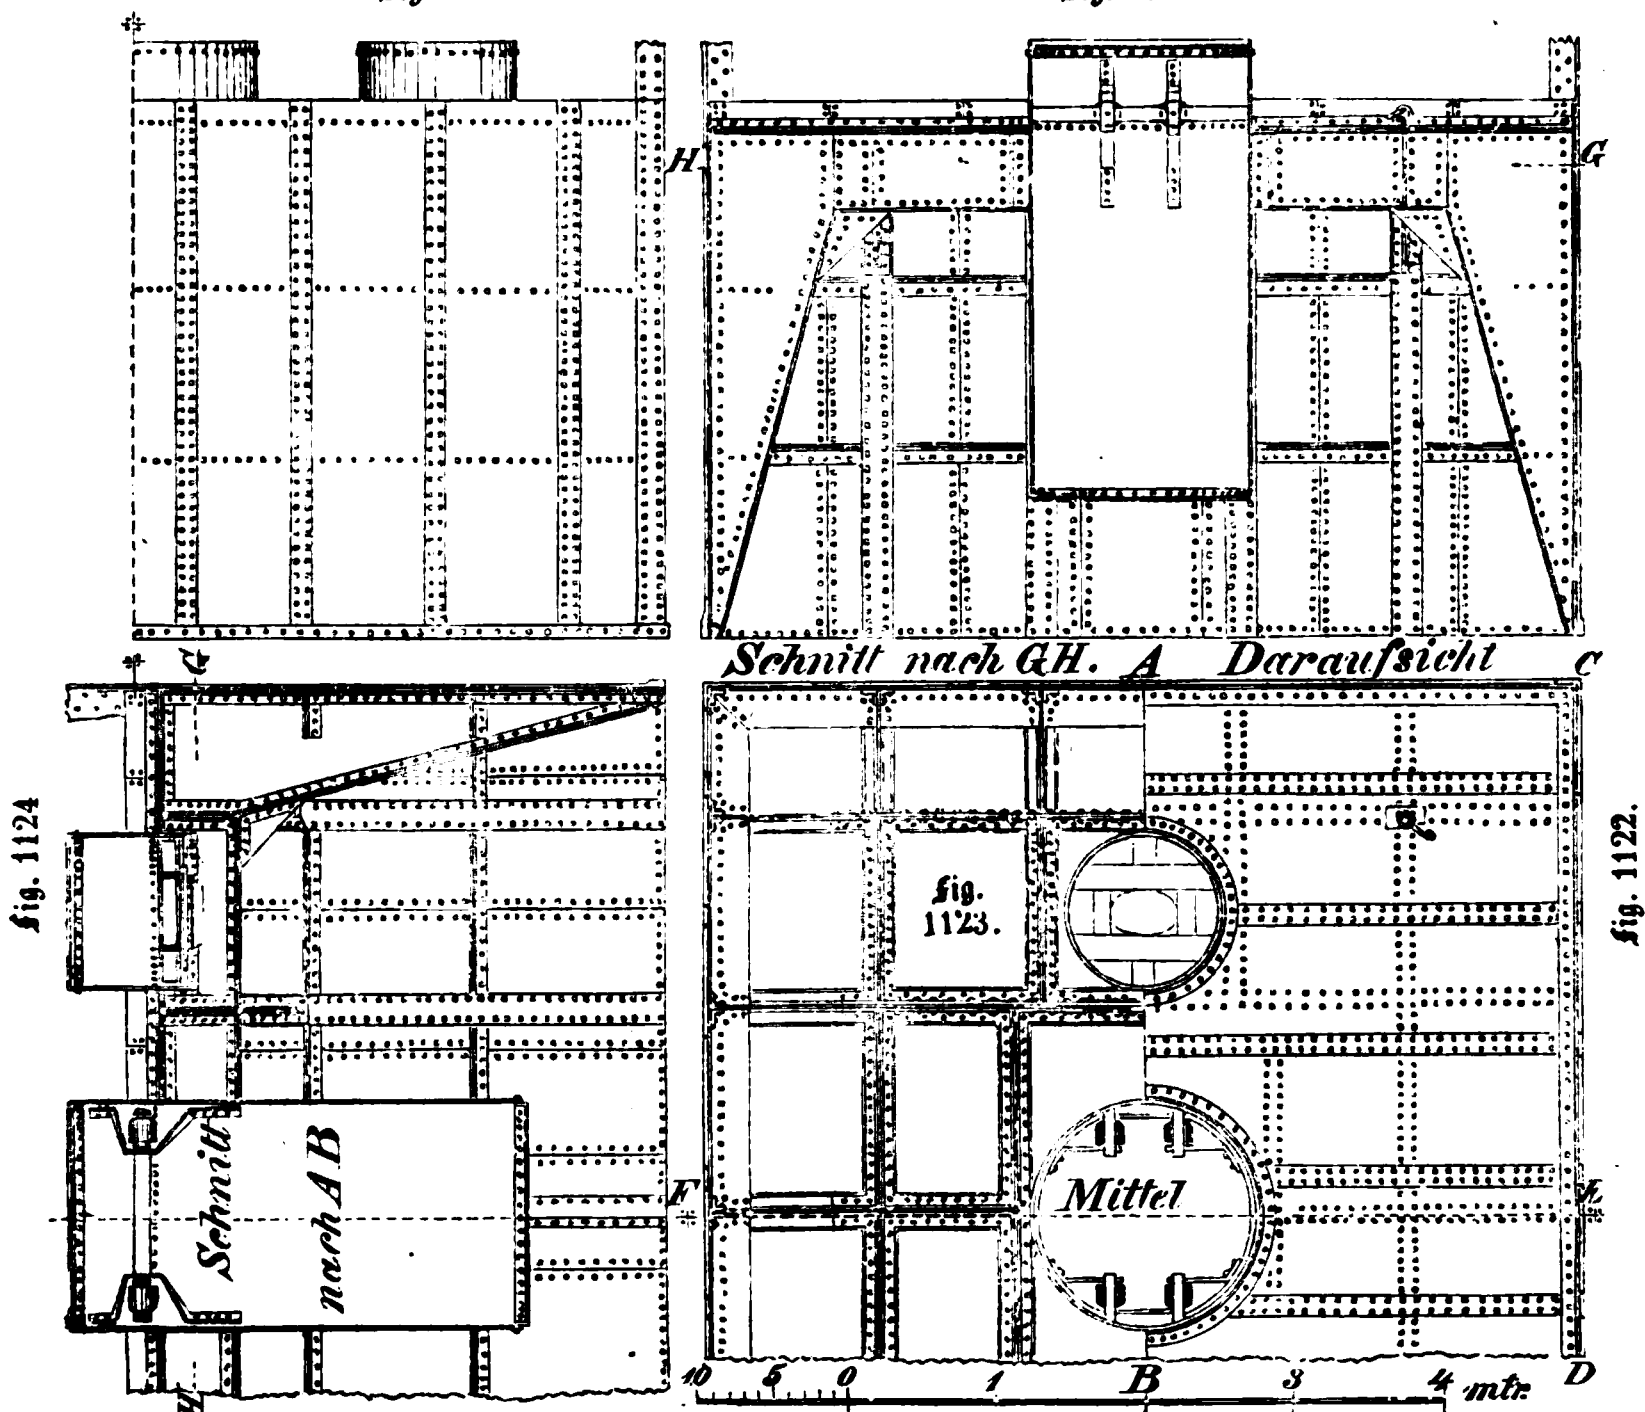 H
G
Schnitt nach GH. A Daraufsicht C
G
fig. 1124
fig.
1123.
fig. 1122.
Schnitt
nach A B
F
Mittel
E
H
10 5 0 1 B 3 4 mtr. D